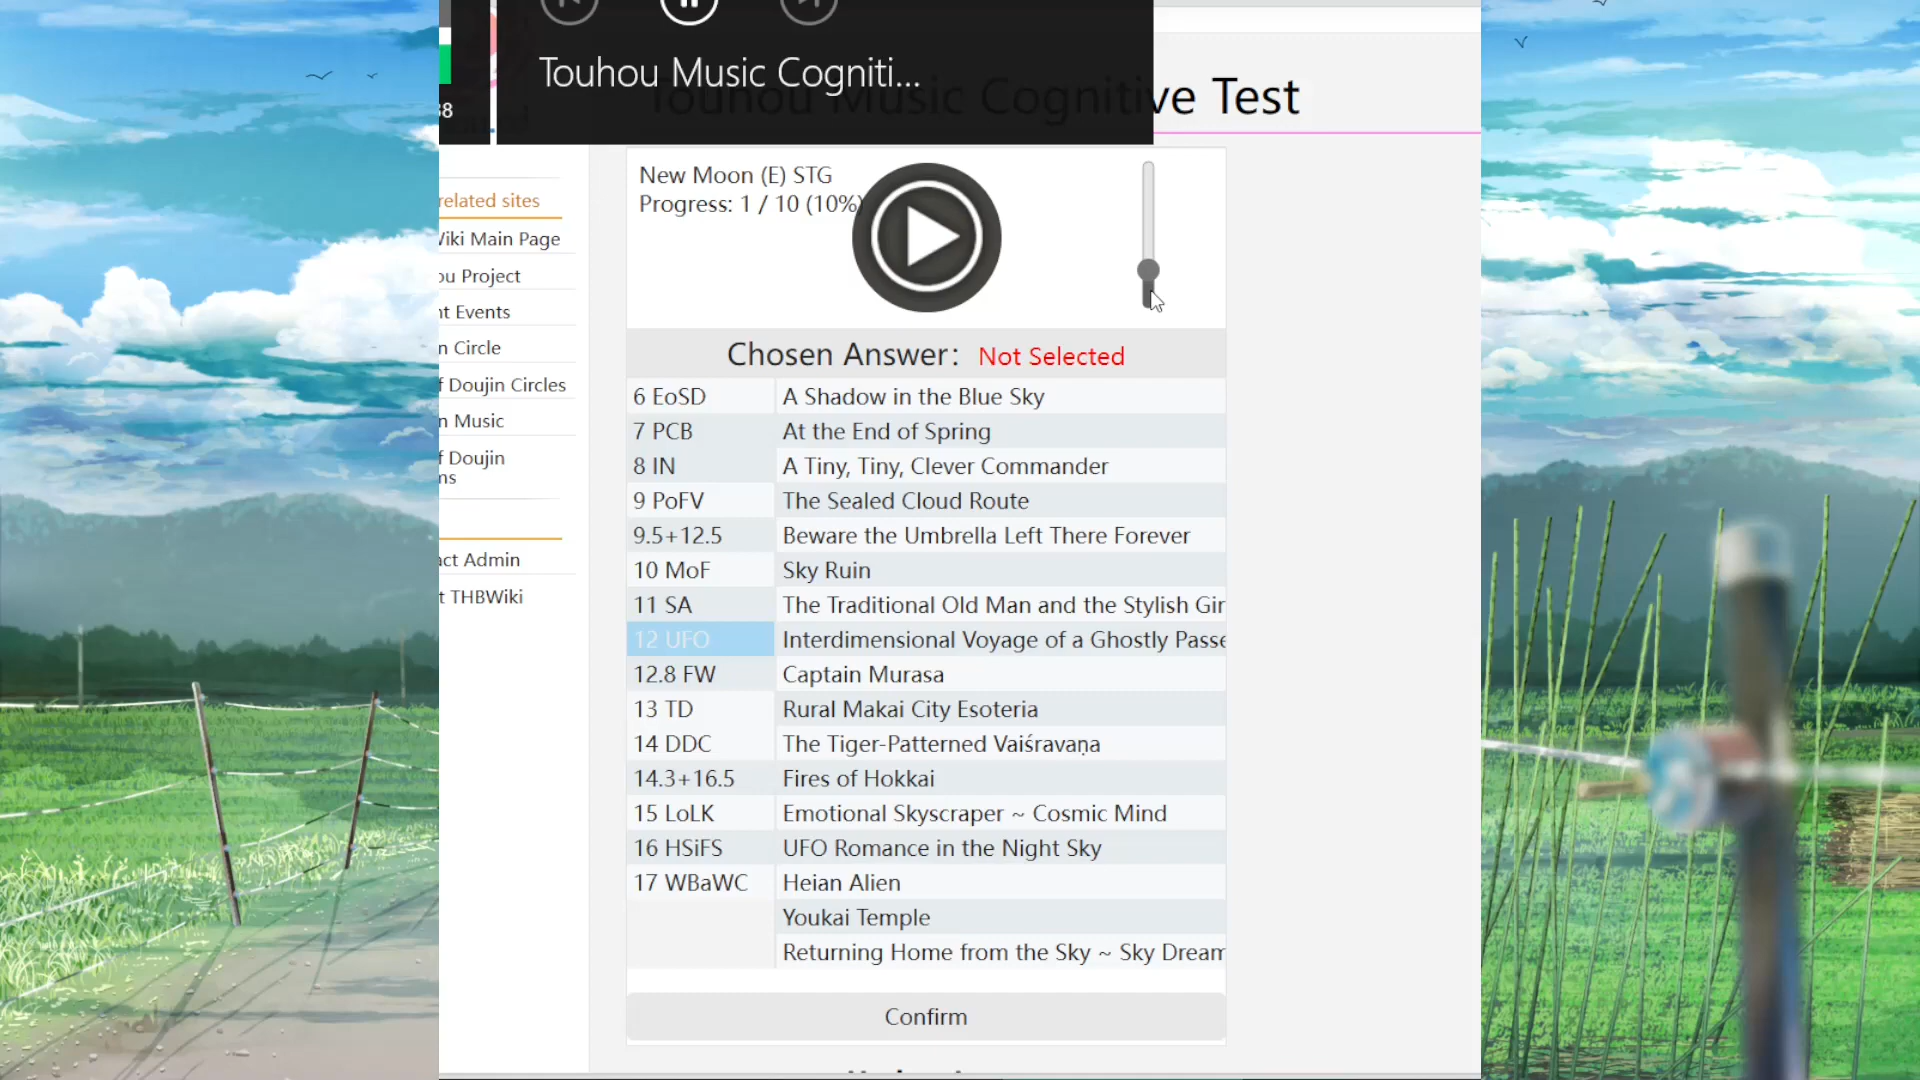 Touhou Music Cogniti...
Touhou Music Cognitive Test
38
related sites
Wiki Main Page
ou Project
nt Events
n Circle
f Doujin Circles
n Music
f Doujin
ns
act Admin
t THBWiki
New Moon (E) STG
Progress: 1 / 10 (10%)
Chosen Answer: Not Selected
6 EoSD A Shadow in the Blue Sky
7 PCB At the End of Spring
8 IN A Tiny, Tiny, Clever Commander
9 PoFV The Sealed Cloud Route
9.5+12.5 Beware the Umbrella Left There Forever
10 MoF Sky Ruin
11 SA The Traditional Old Man and the Stylish Gir
12 UFO Interdimensional Voyage of a Ghostly Passe
12.8 FW Captain Murasa
13 TD Rural Makai City Esoteria
14 DDC The Tiger-Patterned Vaiśravaṇa
14.3+16.5 Fires of Hokkai
15 LoLK Emotional Skyscraper ~ Cosmic Mind
16 HSiFS UFO Romance in the Night Sky
17 WBaWC Heian Alien
Youkai Temple
Returning Home from the Sky ~ Sky Dream
Confirm